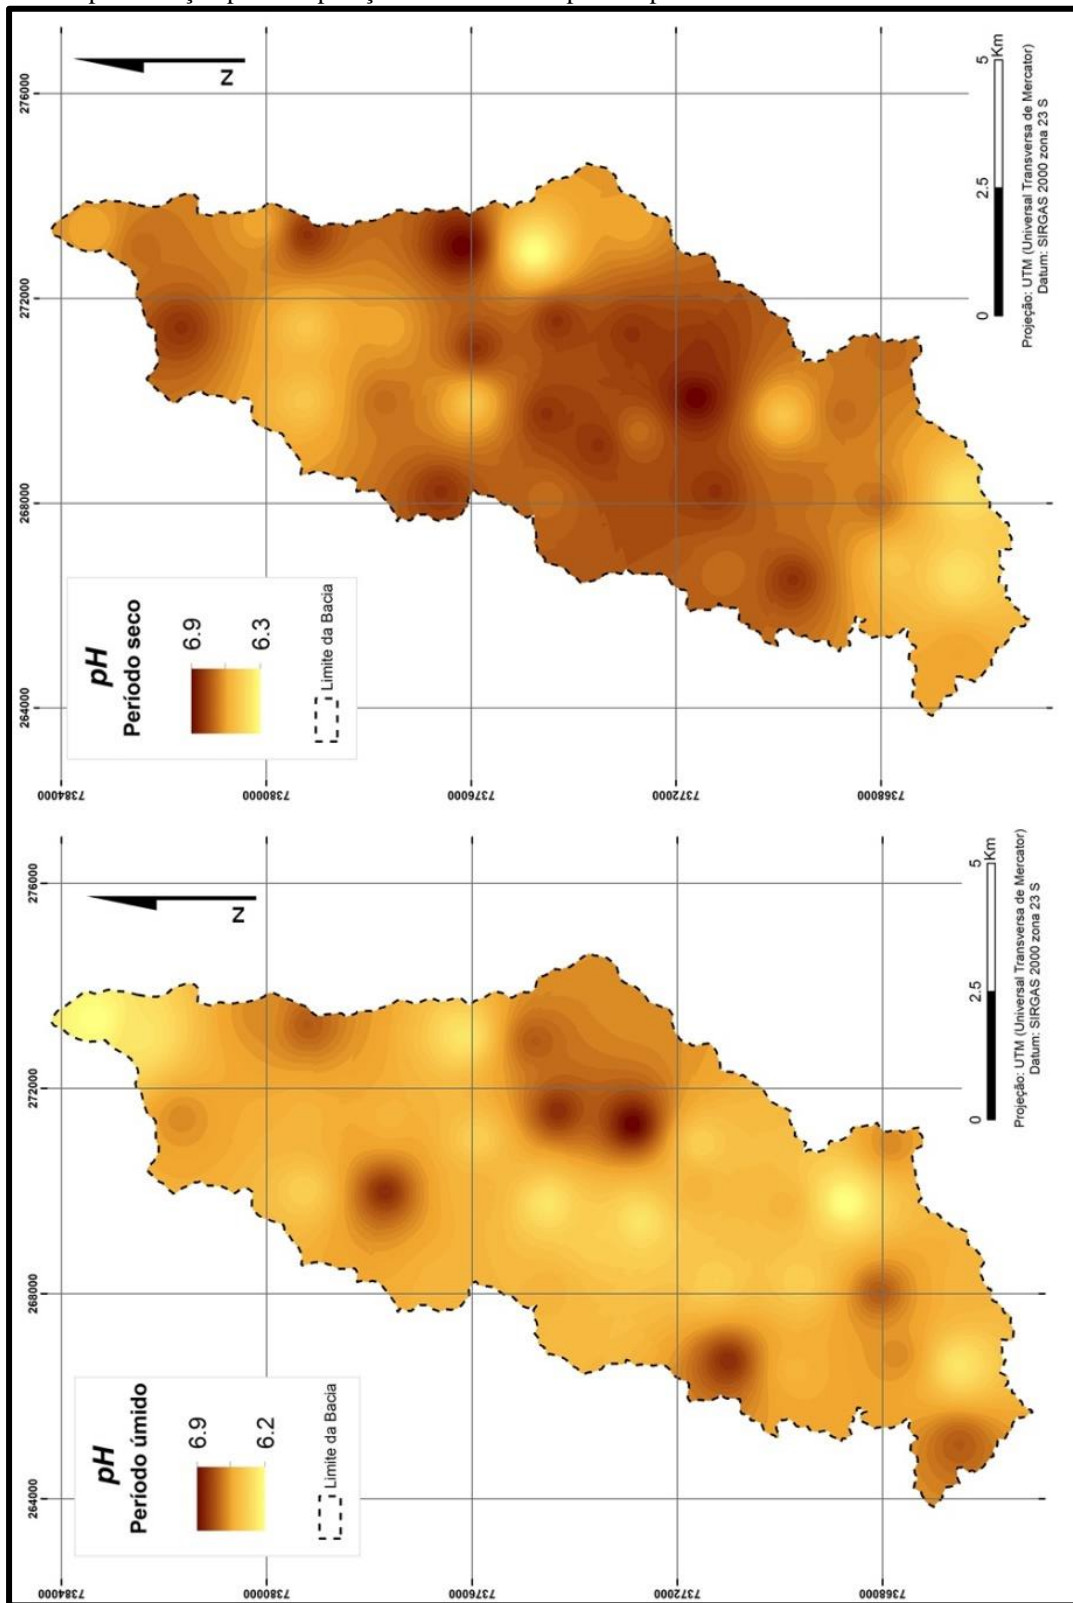 pH
Período úmido
6.9
6.2
Limite da Bacia
264000
268000
272000
276000
7384000
7380000
7376000
7372000
7368000
N
0
2.5
5
Km
Projeção: UTM (Universal Transversa de Mercator)
Datum: SIRGAS 2000 zona 23 S
pH
Período seco
6.9
6.3
Limite da Bacia
264000
268000
272000
276000
7384000
7380000
7376000
7372000
7368000
N
0
2.5
5
Km
Projeção: UTM (Universal Transversa de Mercator)
Datum: SIRGAS 2000 zona 23 S